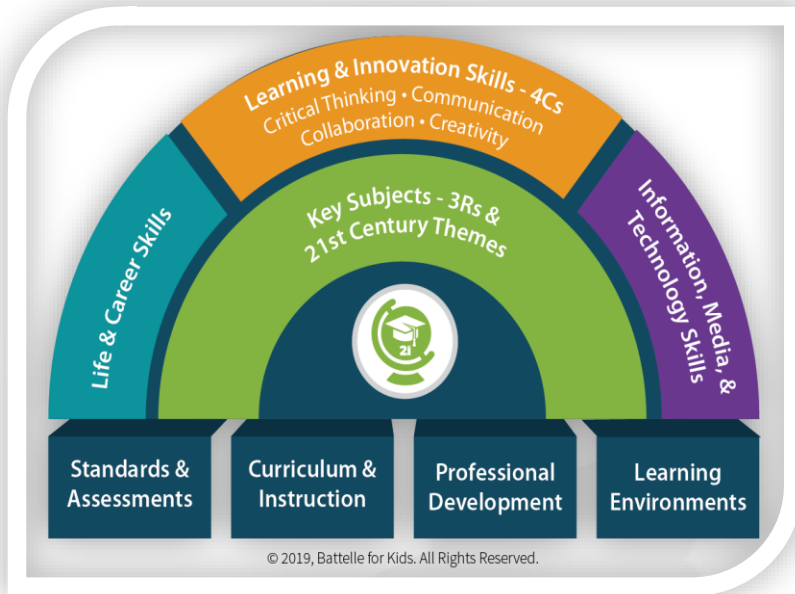 Learning & Innovation Skills - 4Cs
Critical Thinking • Communication
Collaboration • Creativity
Life & Career Skills
Key Subjects - 3Rs &
21st Century Themes
Information, Media, &
Technology Skills
21
Standards &
Assessments
Curriculum &
Instruction
Professional
Development
Learning
Environments
© 2019, Battelle for Kids. All Rights Reserved.